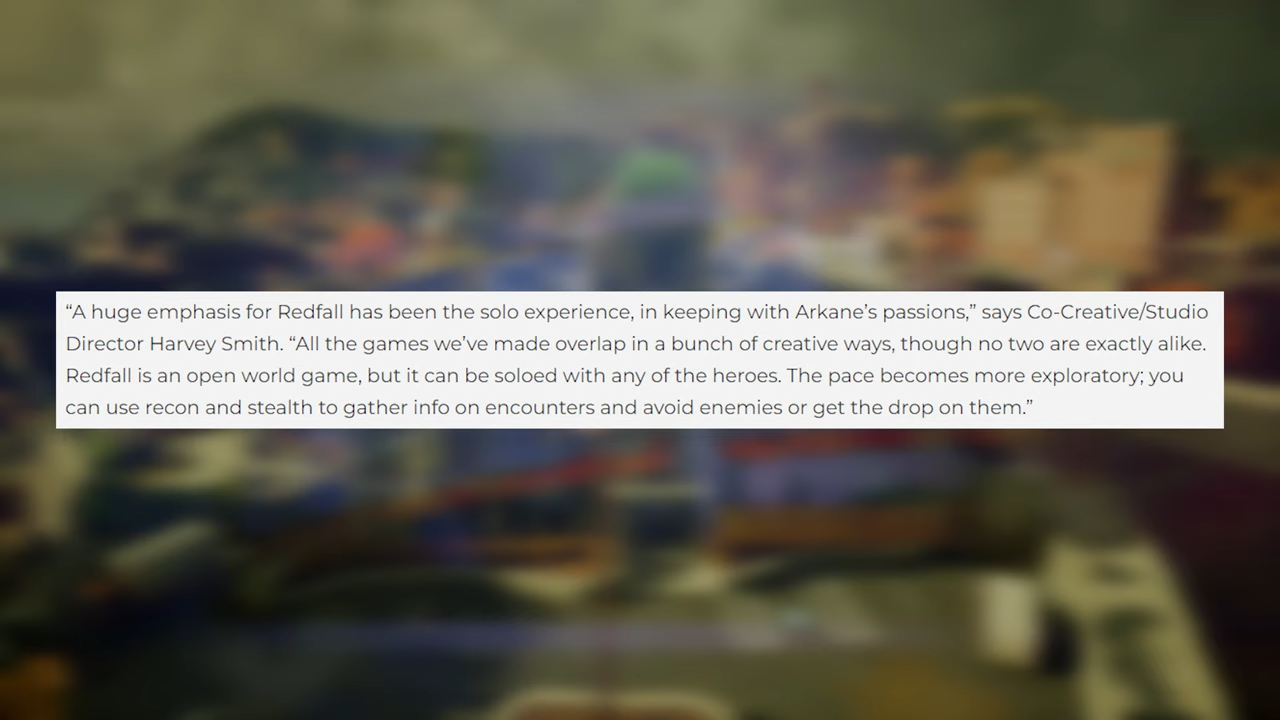 “A huge emphasis for Redfall has been the solo experience, in keeping with Arkane’s passions,” says Co-Creative/Studio
Director Harvey Smith. “All the games we’ve made overlap in a bunch of creative ways, though no two are exactly alike.
Redfall is an open world game, but it can be soloed with any of the heroes. The pace becomes more exploratory; you
can use recon and stealth to gather info on encounters and avoid enemies or get the drop on them.”